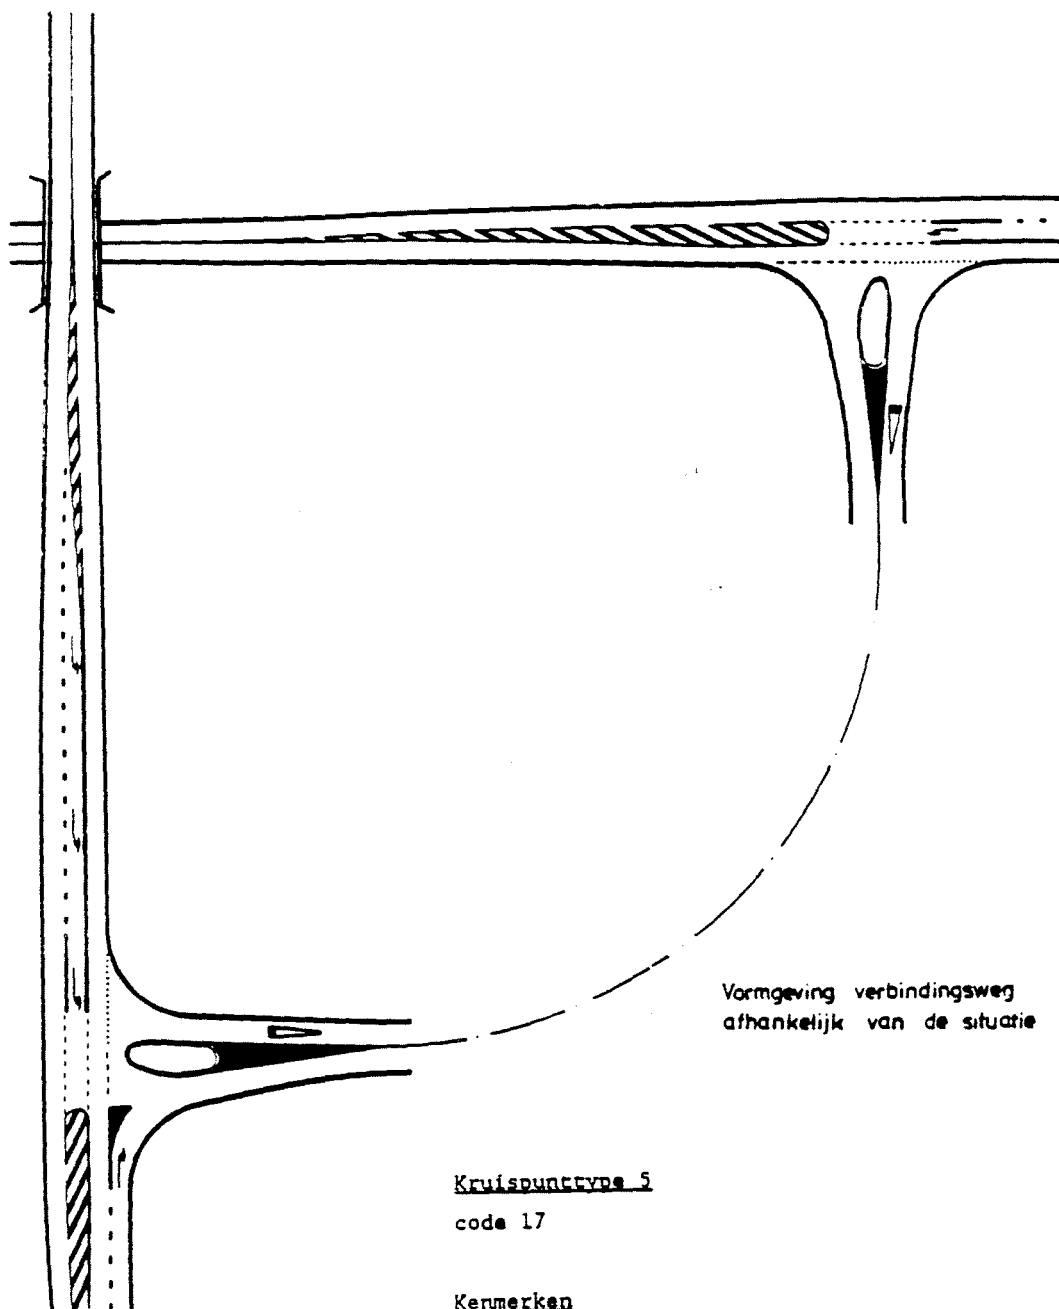 Vormgeving verbindingsweg
afhankelijk van de situatie
Kruispunttype 5
code 17
Kenmerken